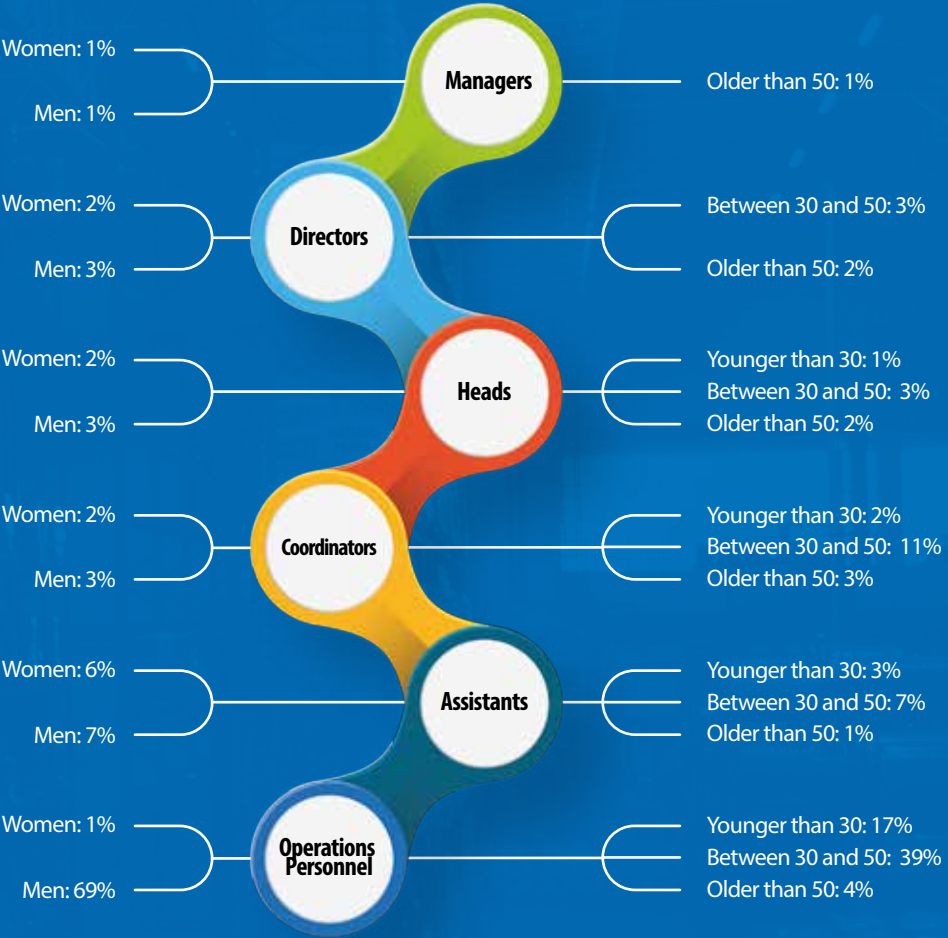 Women: 1%
Men: 1%
Managers
Older than 50: 1%
Women: 2%
Men: 3%
Directors
Between 30 and 50: 3%
Older than 50: 2%
Women: 2%
Men: 3%
Heads
Younger than 30: 1%
Between 30 and 50: 3%
Older than 50: 2%
Women: 2%
Men: 3%
Coordinators
Younger than 30: 2%
Between 30 and 50: 11%
Older than 50: 3%
Women: 6%
Men: 7%
Assistants
Younger than 30: 3%
Between 30 and 50: 7%
Older than 50: 1%
Women: 1%
Men: 69%
Operations
Personnel
Younger than 30: 17%
Between 30 and 50: 39%
Older than 50: 4%